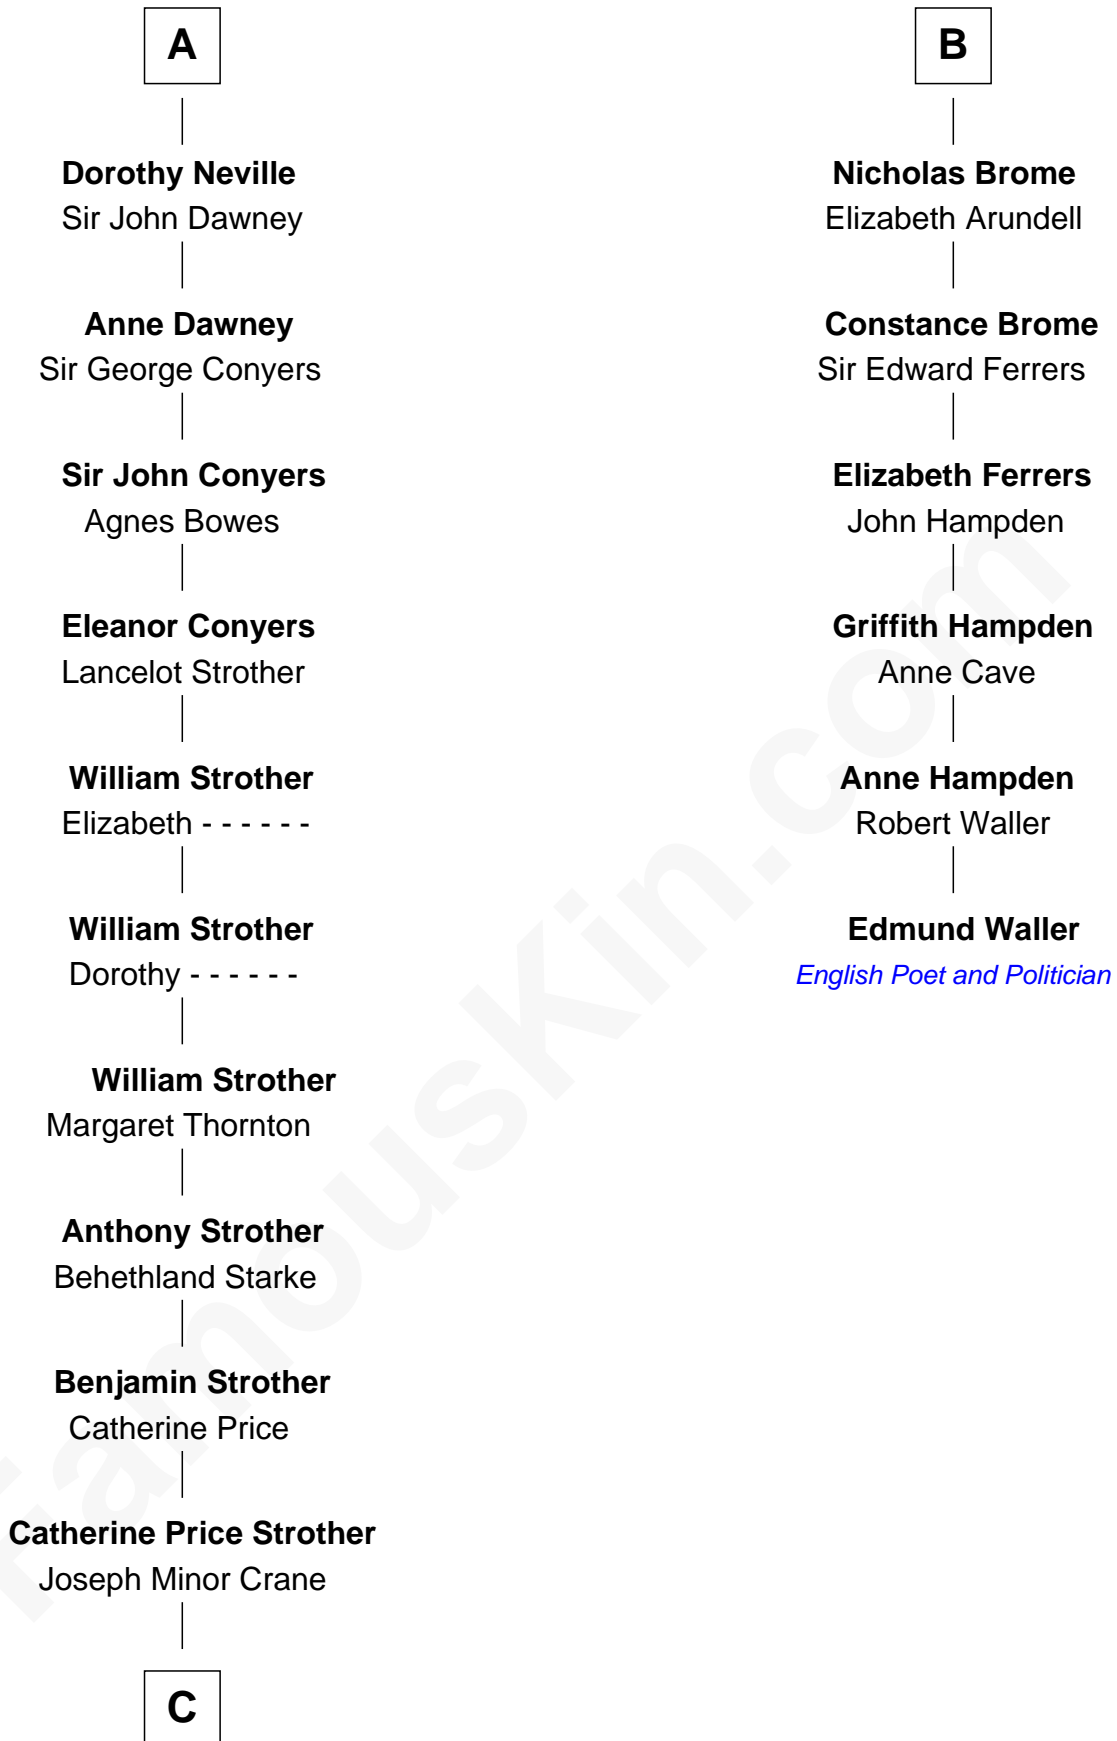 A
Dorothy Neville
Sir John Dawney
Anne Dawney
Sir George Conyers
Sir John Conyers
Agnes Bowes
Eleanor Conyers
Lancelot Strother
William Strother
Elizabeth - - - - - -
William Strother
Dorothy - - - - - -
William Strother
Margaret Thornton
Anthony Strother
Behethland Starke
Benjamin Strother
Catherine Price
Catherine Price Strother
Joseph Minor Crane
C
B
Nicholas Brome
Elizabeth Arundell
Constance Brome
Sir Edward Ferrers
Elizabeth Ferrers
John Hampden
Griffith Hampden
Anne Cave
Anne Hampden
Robert Waller
Edmund Waller
English Poet and Politician
FamousKin.com